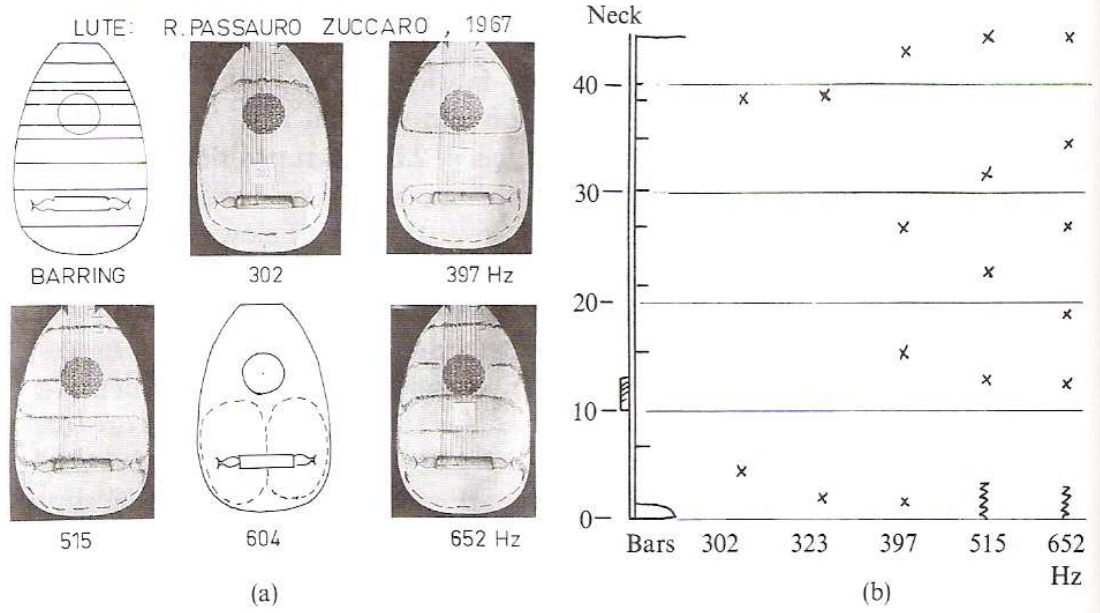 LUTE: R.PASSAURO ZUCCARO , 1967
BARRING
302
397 Hz
515
604
652 Hz
(a)
Neck
40
30
20
10
0
Bars 302 323 397 515 652
Hz
(b)